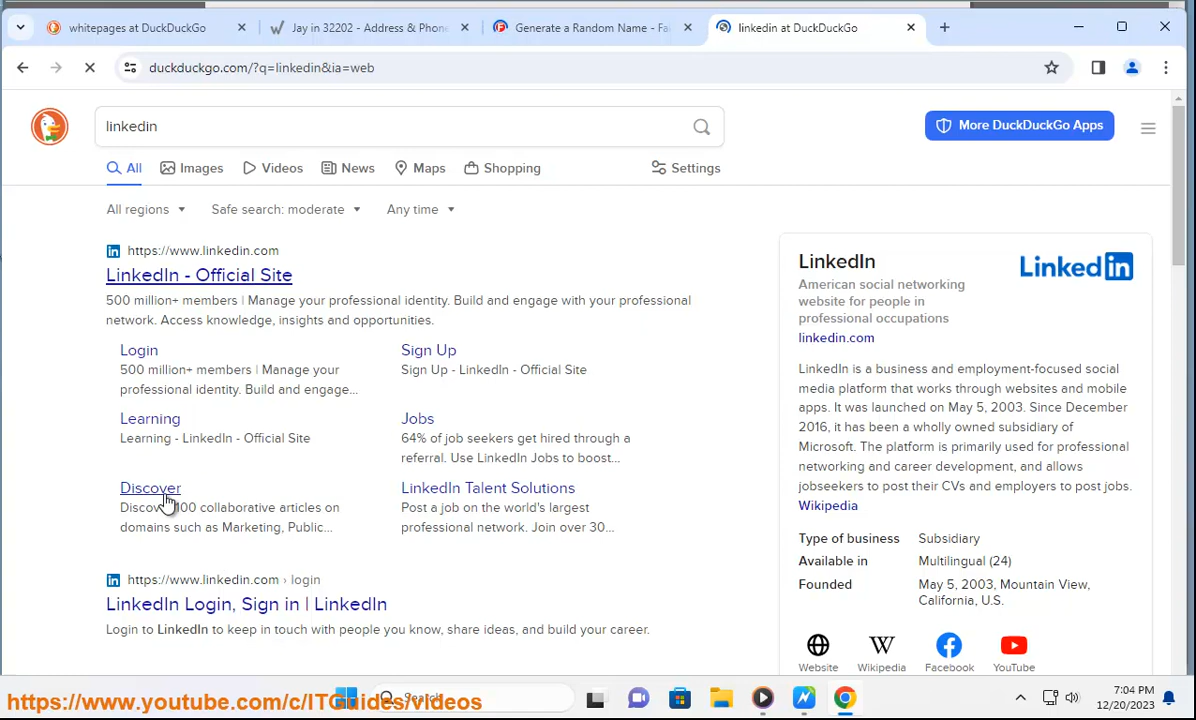 whitepages at DuckDuckGo
Jay in 32202 - Address & Phone
Generate a Random Name - Fa
linkedin at DuckDuckGo
duckduckgo.com/?q=linkedin&ia=web
linkedin
More DuckDuckGo Apps
All Images Videos News Maps Shopping Settings
All regions Safe search: moderate Any time
https://www.linkedin.com
LinkedIn - Official Site
500 million+ members | Manage your professional identity. Build and engage with your professional
network. Access knowledge, insights and opportunities.
Login
500 million+ members | Manage your
professional identity. Build and engage...
Sign Up
Sign Up - LinkedIn - Official Site
Learning
Learning - LinkedIn - Official Site
Jobs
64% of job seekers get hired through a
referral. Use LinkedIn Jobs to boost...
Discover
100 collaborative articles on
domains such as Marketing, Public...
LinkedIn Talent Solutions
Post a job on the world's largest
professional network. Join over 30...
https://www.linkedin.com › login
LinkedIn Login, Sign in | LinkedIn
Login to LinkedIn to keep in touch with people you know, share ideas, and build your career.
LinkedIn
American social networking
website for people in
professional occupations
linkedin.com
Linked in
LinkedIn is a business and employment-focused social
media platform that works through websites and mobile
apps. It was launched on May 5, 2003. Since December
2016, it has been a wholly owned subsidiary of
Microsoft. The platform is primarily used for professional
networking and career development, and allows
jobseekers to post their CVs and employers to post jobs.
Wikipedia
Type of business Subsidiary
Available in Multilingual (24)
Founded May 5, 2003, Mountain View,
California, U.S.
Website Wikipedia Facebook YouTube
https://www.youtube.com/c/ITGuides/videos
7:04 PM
12/20/2023